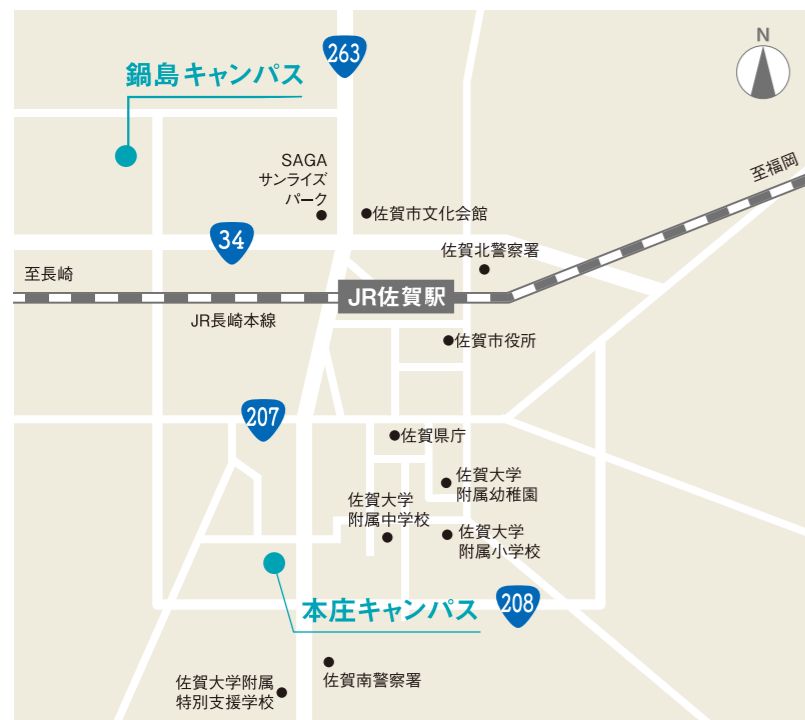 263
N
鍋島キャンパス
SAGA
サンライズ
パーク
至福岡
佐賀市文化会館
34
佐賀北警察署
至長崎
JR佐賀駅
JR長崎本線
佐賀市役所
207
佐賀県庁
佐賀大学
附属幼稚園
佐賀大学
附属中学校
佐賀大学
附属小学校
本庄キャンパス
208
佐賀南警察署
佐賀大学附属
特別支援学校